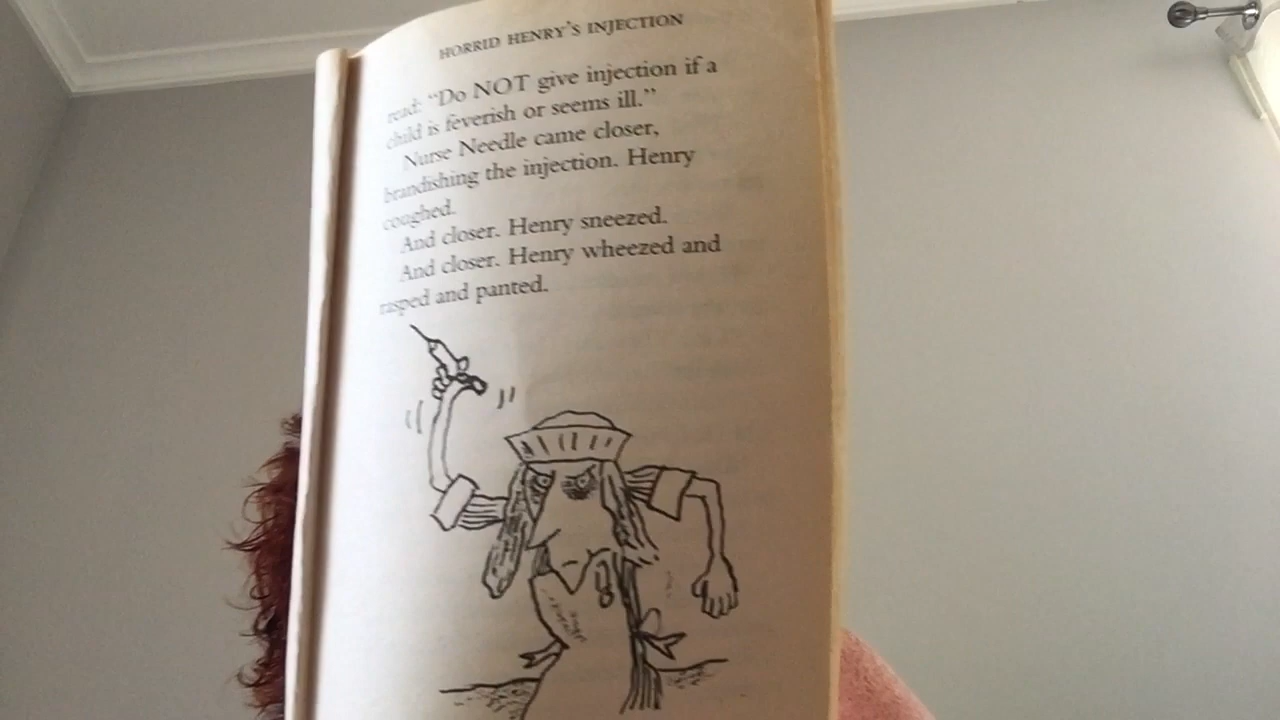 HORRID HENRY'S INJECTION
read: “Do NOT give injection if a
child is feverish or seems ill.”
Nurse Needle came closer,
brandishing the injection. Henry
coughed.
And closer. Henry sneezed.
And closer. Henry wheezed and
rasped and panted.